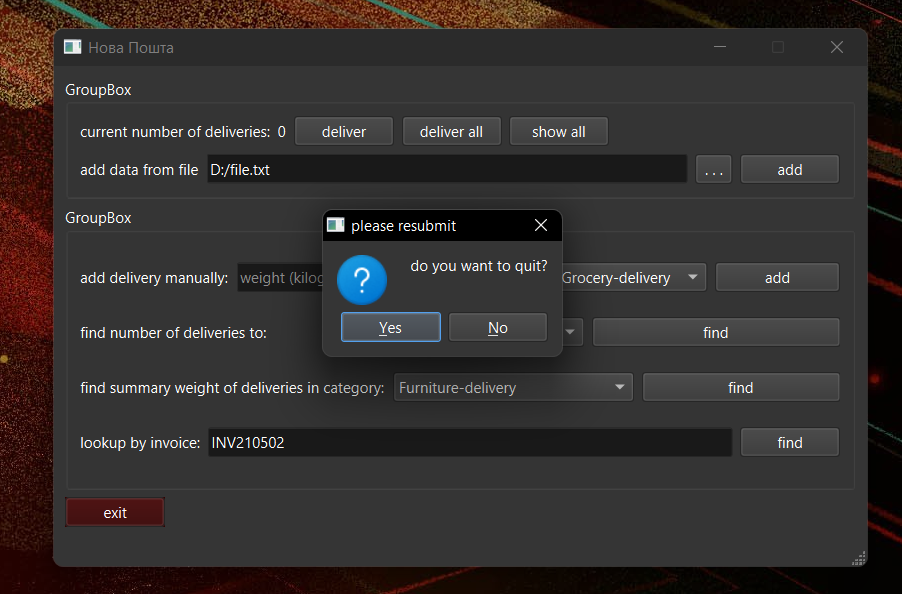 Нова Пошта
GroupBox
current number of deliveries: 0 deliver deliver all show all
add data from file D:/file.txt ... add
GroupBox
please resubmit
do you want to quit?
Yes No
add delivery manually: weight Grocery-delivery add
find number of deliveries to: find
find summary weight of deliveries in category: Furniture-delivery find
lookup by invoice: INV210502 find
exit